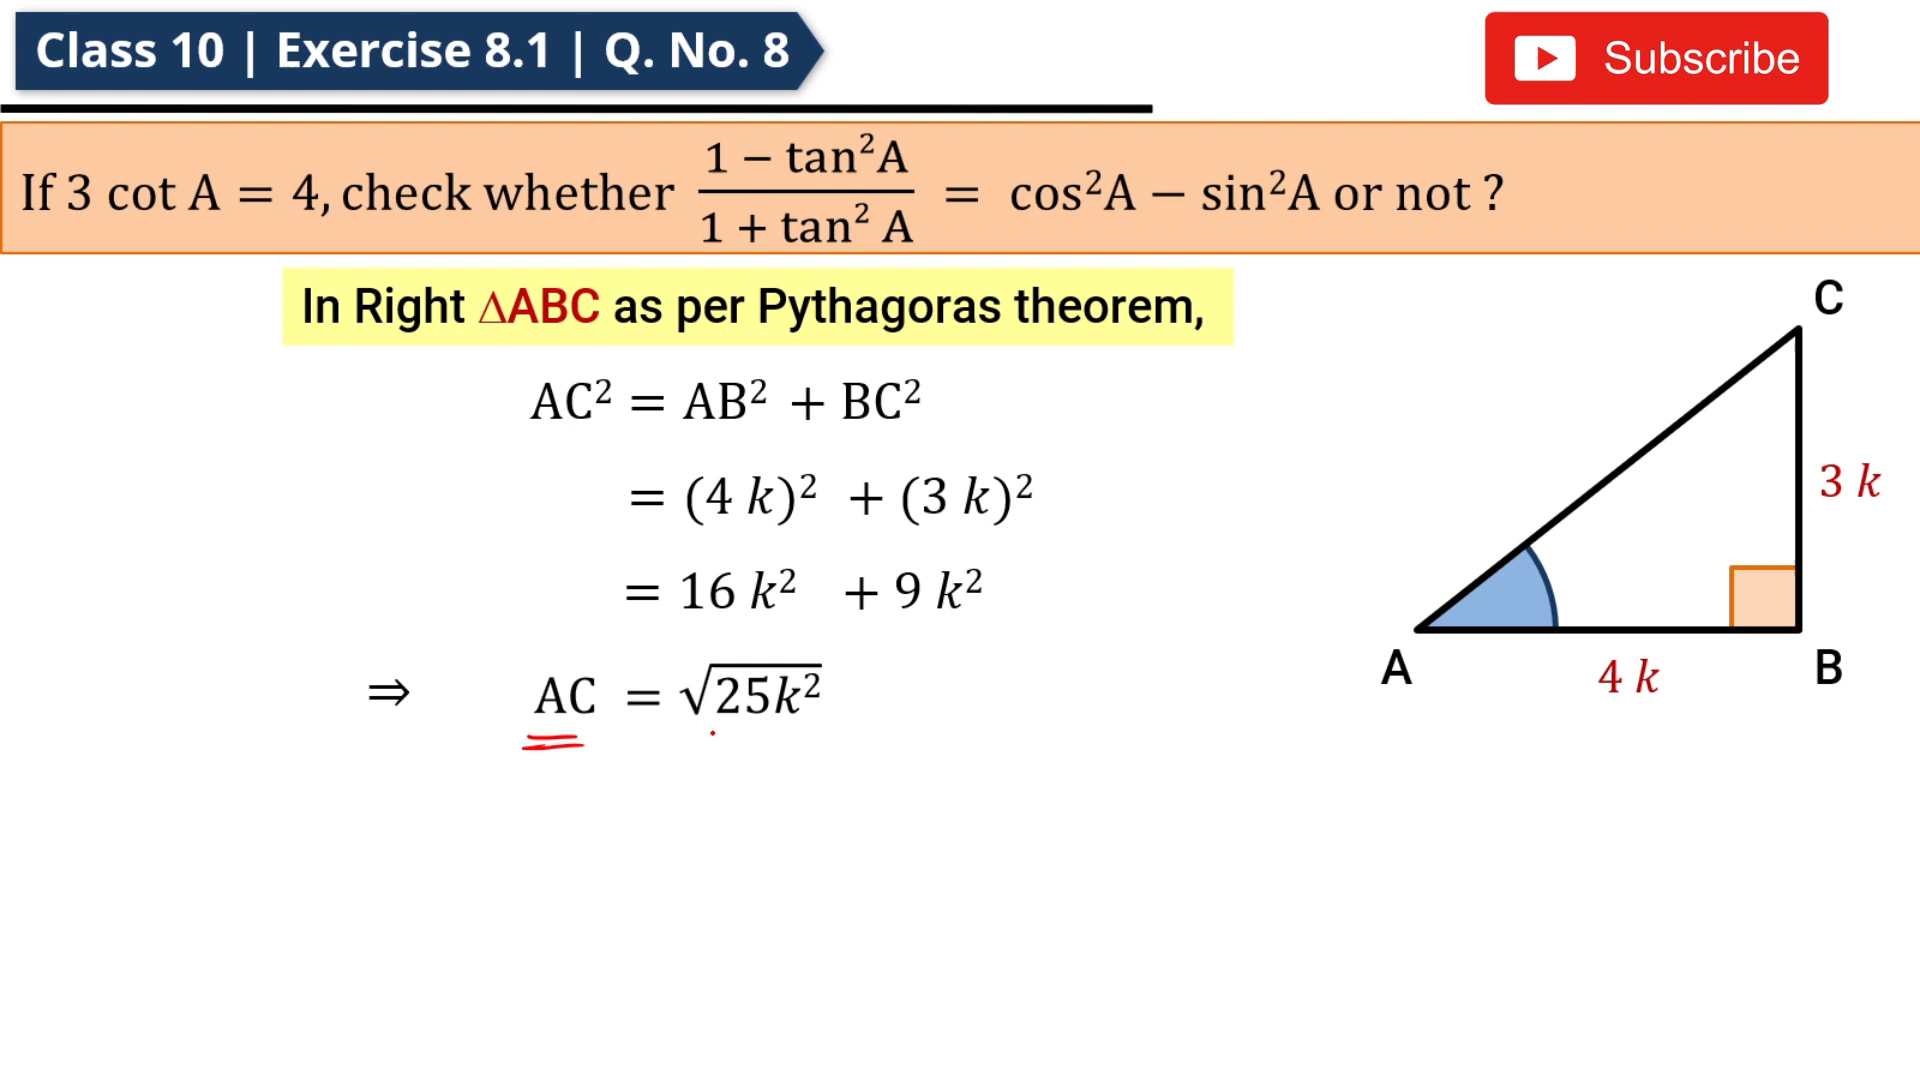 Class 10 | Exercise 8.1 | Q. No. 8
Subscribe
If 3 cot A = 4, check whether (1 − tan²A)/(1 + tan² A) = cos²A − sin²A or not ?
In Right ΔABC as per Pythagoras theorem,
AC² = AB² + BC²
= (4 k)² + (3 k)²
= 16 k² + 9 k²
⇒ AC = √25k²
C
3 k
A
4 k
B